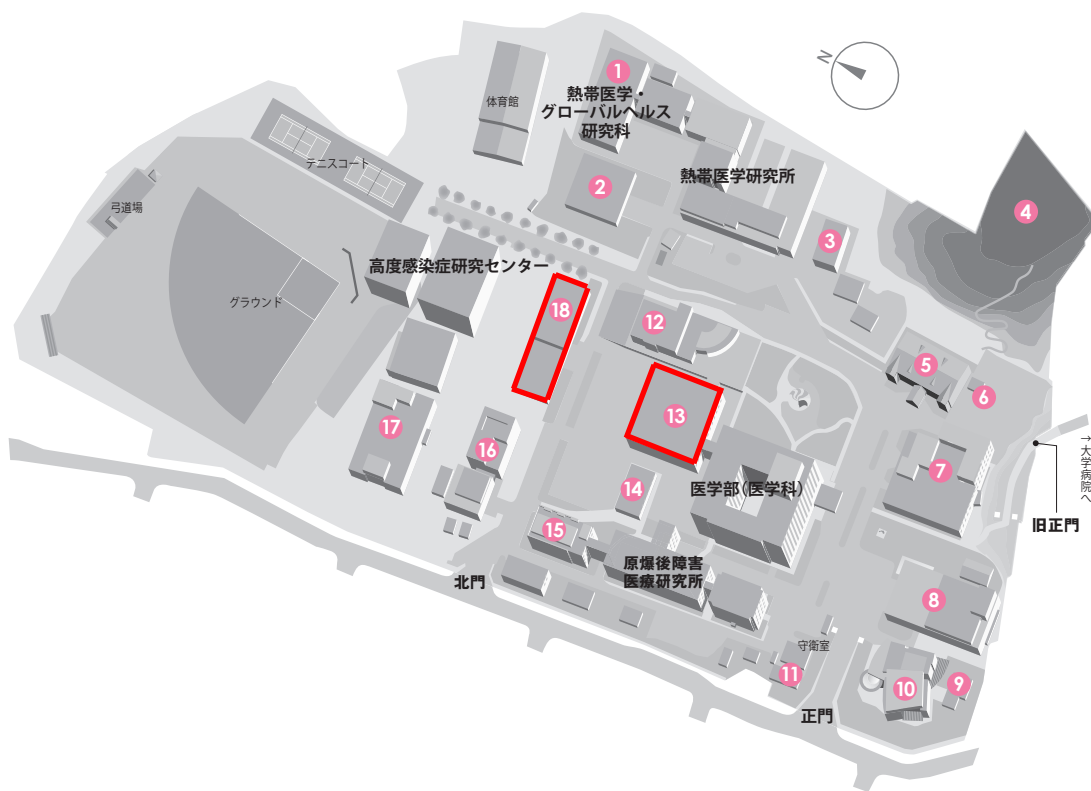 1
熱帯医学・
グローバルヘルス
研究科
体育館
N
テニスコート
2
熱帯医学研究所
3
4
弓道場
高度感染症研究センター
グラウンド
18
12
5
6
13
17
16
14
医学部（医学科）
7
→大学病院へ
旧正門
15
原爆後障害
医療研究所
北門
8
守衛室
11
10
9
正門